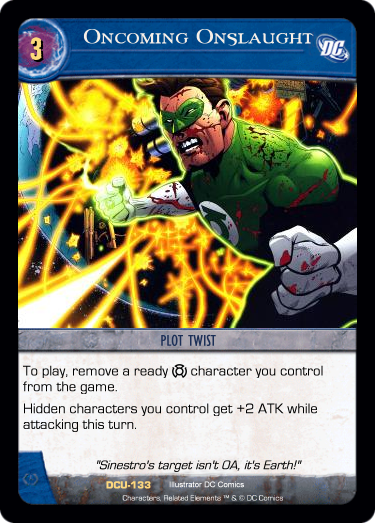 3
ONCOMING ONSLAUGHT
DC
PLOT TWIST
To play, remove a ready character you control
from the game.
Hidden characters you control get +2 ATK while
attacking this turn.
"Sinestro's target isn't OA, it's Earth!"
DCU-133 Illustrator DC Comics
Characters, Related Elements ™ & © DC Comics